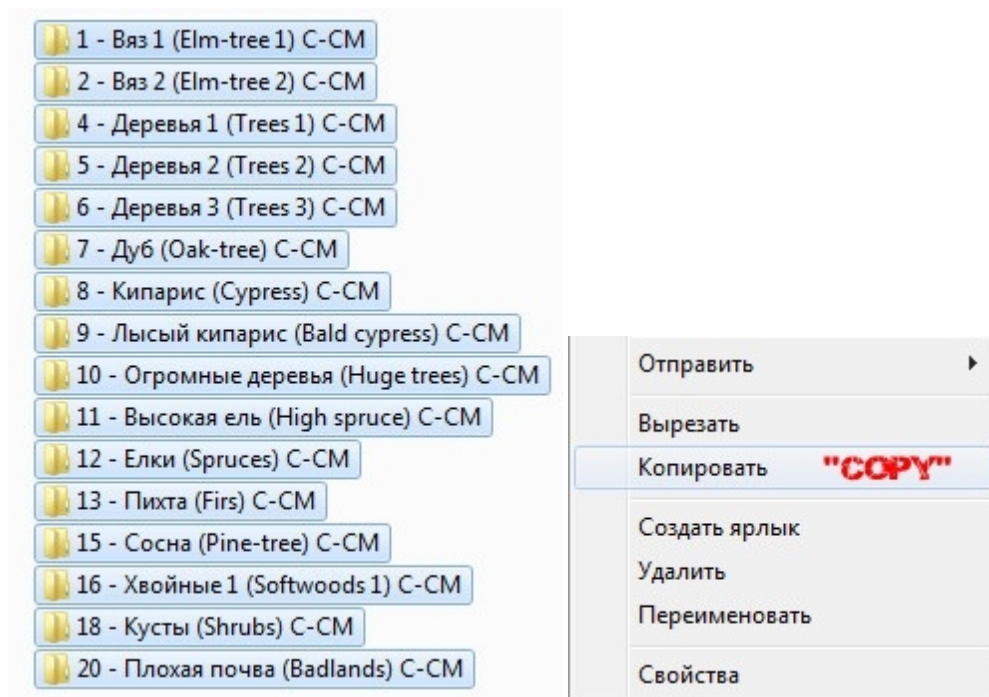 1 - Вяз 1 (Elm-tree 1) C-CM
2 - Вяз 2 (Elm-tree 2) C-CM
4 - Деревья 1 (Trees 1) C-CM
5 - Деревья 2 (Trees 2) C-CM
6 - Деревья 3 (Trees 3) C-CM
7 - Дуб (Oak-tree) C-CM
8 - Кипарис (Cypress) C-CM
9 - Лысый кипарис (Bald cypress) C-CM
10 - Огромные деревья (Huge trees) C-CM
11 - Высокая ель (High spruce) C-CM
12 - Елки (Spruces) C-CM
13 - Пихта (Firs) C-CM
15 - Сосна (Pine-tree) C-CM
16 - Хвойные 1 (Softwoods 1) C-CM
18 - Кусты (Shrubs) C-CM
20 - Плохая почва (Badlands) C-CM
Отправить
Вырезать
Копировать "COPY"
Создать ярлык
Удалить
Переименовать
Свойства